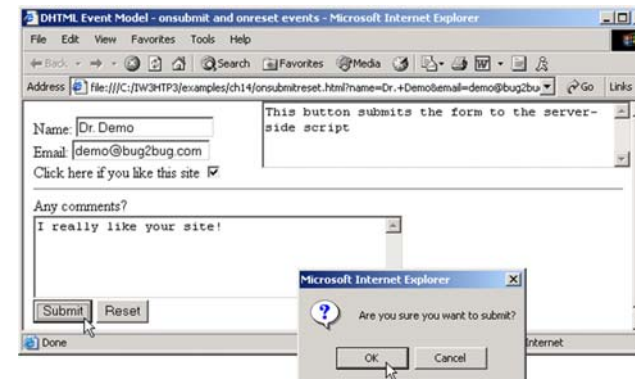 DHTML Event Model - onsubmit and onreset events - Microsoft Internet Explorer
File Edit View Favorites Tools Help
Back Search Favorites Media
Address file:///C:/IW3HTP3/examples/ch14/onsubmitreset.html?name=Dr.+Demo&email=demo@bug2bu Go Links
Name: Dr. Demo
Email: demo@bug2bug.com
Click here if you like this site
This button submits the form to the server-
side script
Any comments?
I really like your site!
Submit Reset
Microsoft Internet Explorer
Are you sure you want to submit?
OK Cancel
Done Internet